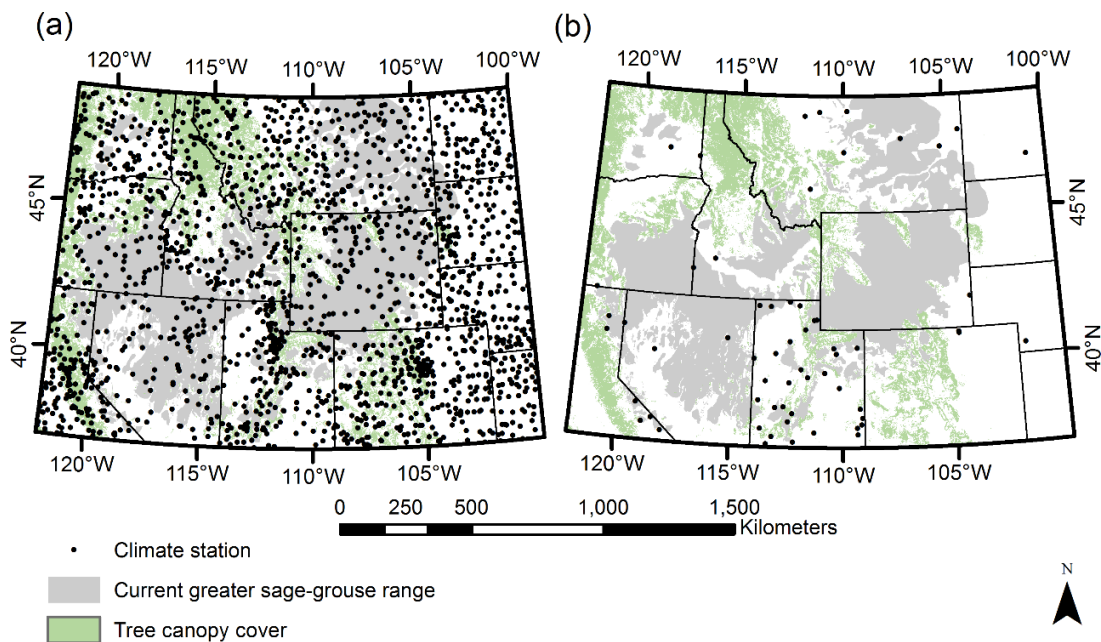 (a)
(b)
120°W 115°W 110°W 105°W 100°W
120°W 115°W 110°W 105°W 100°W
45°N
45°N
40°N
40°N
120°W 115°W 110°W 105°W
120°W 115°W 110°W 105°W
0 250 500 1,000 1,500
Kilometers
Climate station
Current greater sage-grouse range
Tree canopy cover
N